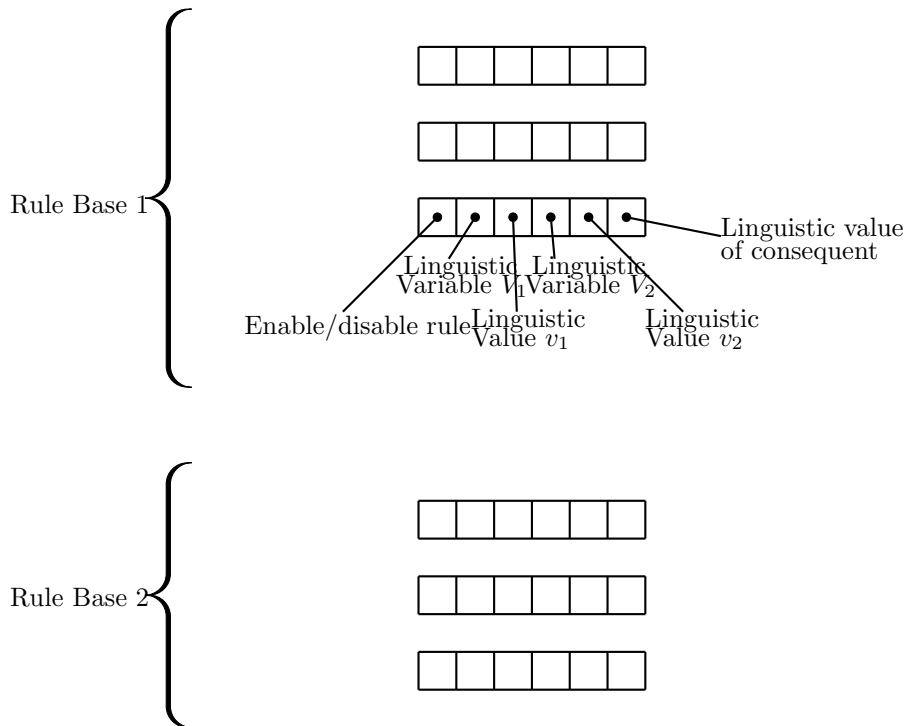 Rule Base 1
Linguistic value
of consequent
Linguistic
Variable V₁
Linguistic
Variable V₂
Enable/disable rule
Linguistic
Value v₁
Linguistic
Value v₂
Rule Base 2